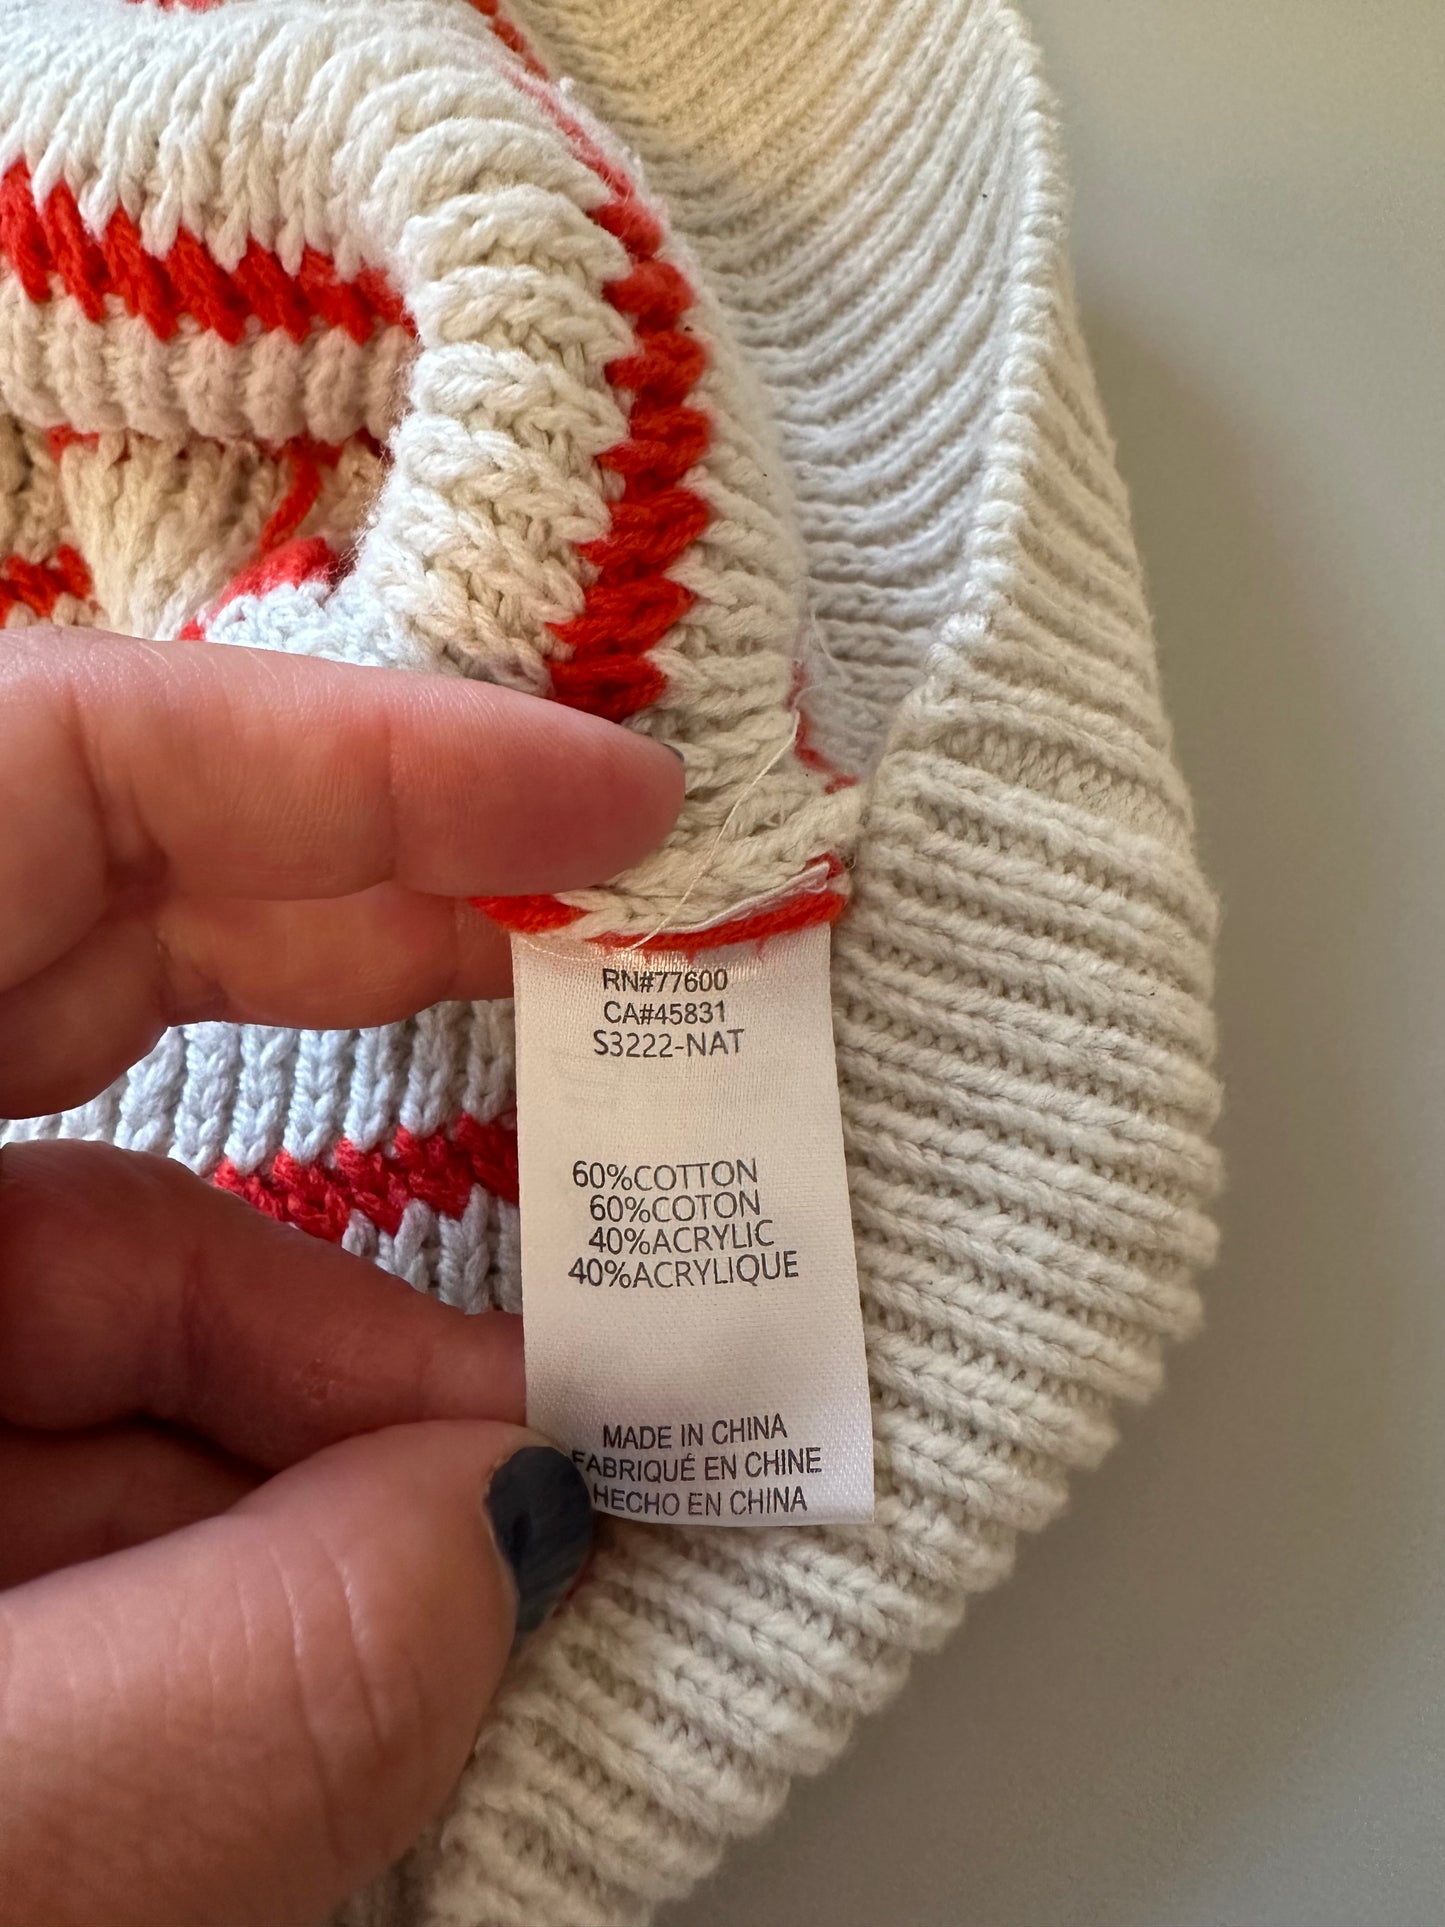 RN#77600
CA#45831
S3222-NAT
60%COTTON
60%COTON
40%ACRYLIC
40%ACRYLIQUE
MADE IN CHINA
FABRIQUÉ EN CHINE
HECHO EN CHINA